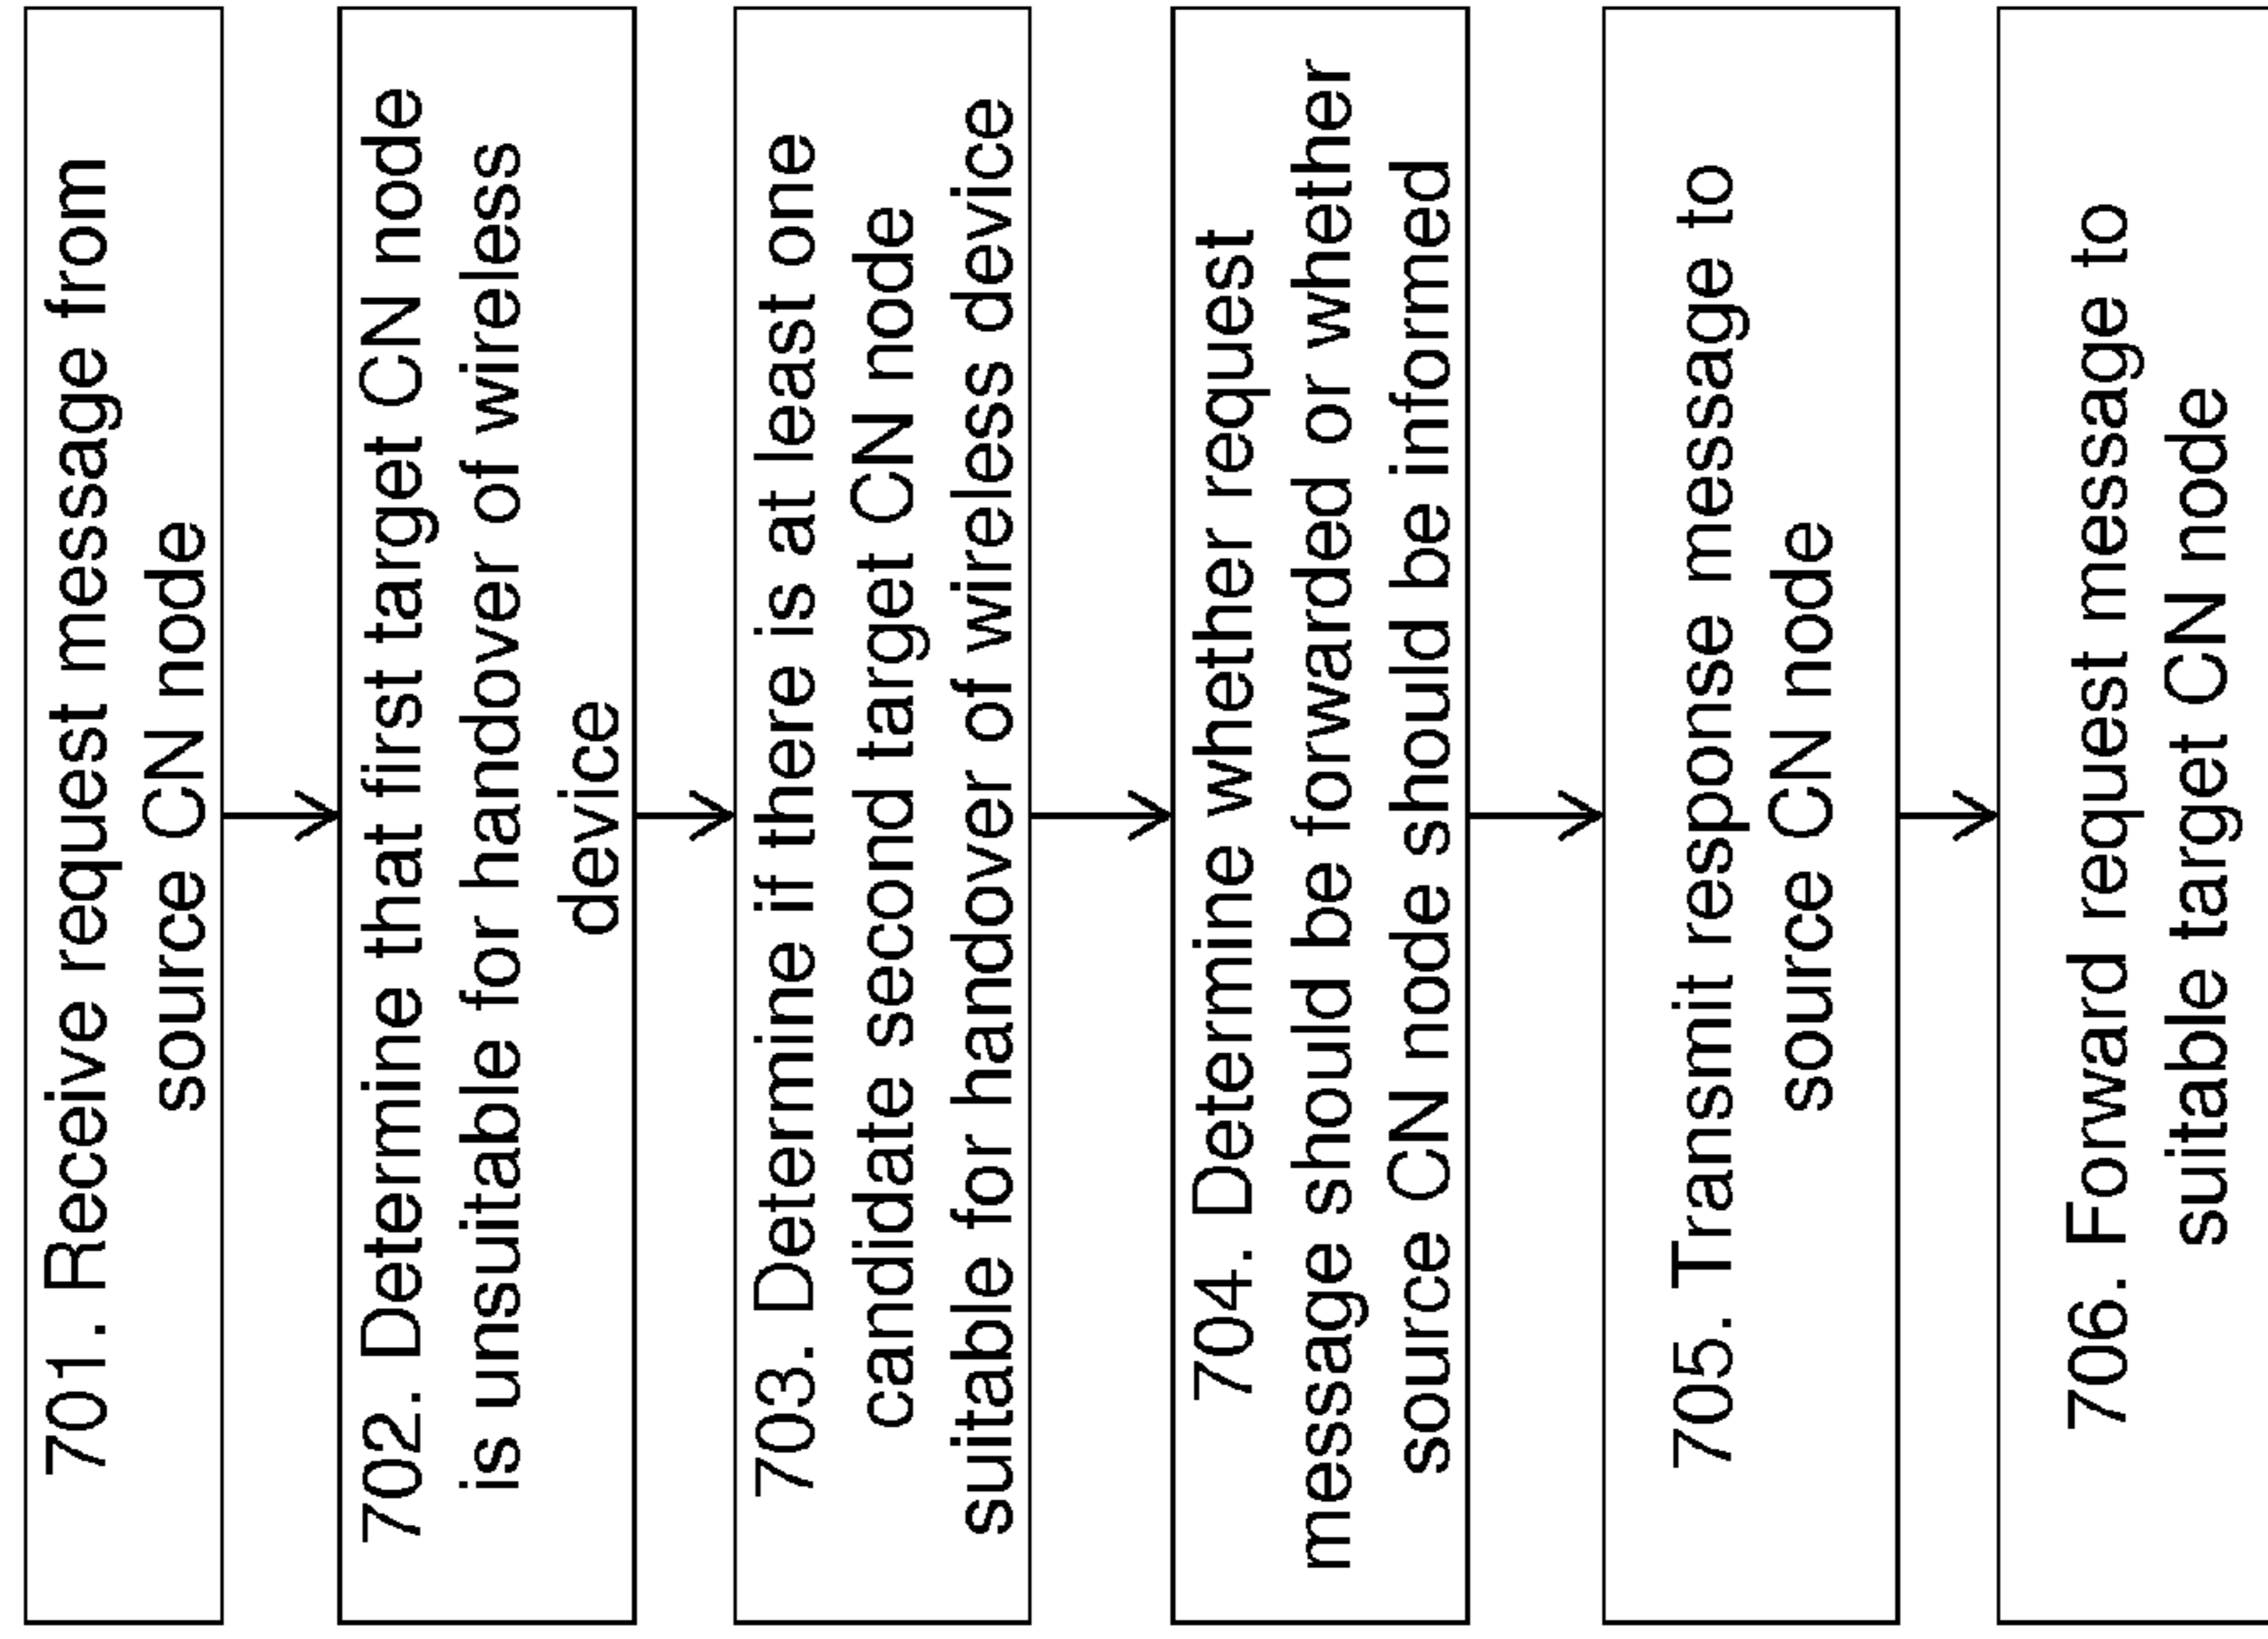 701. Receive request message from
source CN node
702. Determine that first target CN node
is unsuitable for handover of wireless
device
703. Determine if there is at least one
candidate second target CN node
suitable for handover of wireless device
704. Determine whether request
message should be forwarded or whether
source CN node should be informed
705. Transmit response message to
source CN node
706. Forward request message to
suitable target CN node